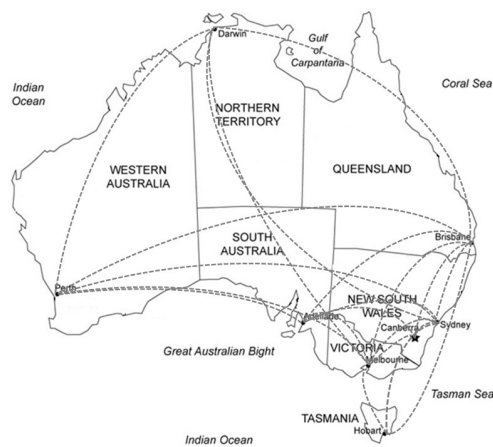 Darwin
Gulf
of
Carpantaria
Indian
Ocean
Coral Sea
NORTHERN
TERRITORY
WESTERN
AUSTRALIA
QUEENSLAND
SOUTH
AUSTRALIA
Brisbane
Perth
NEW SOUTH
WALES
Adelaide
Canberra
Sydney
VICTORIA
Great Australian Bight
Melbourne
Tasman Sea
TASMANIA
Hobart
Indian Ocean